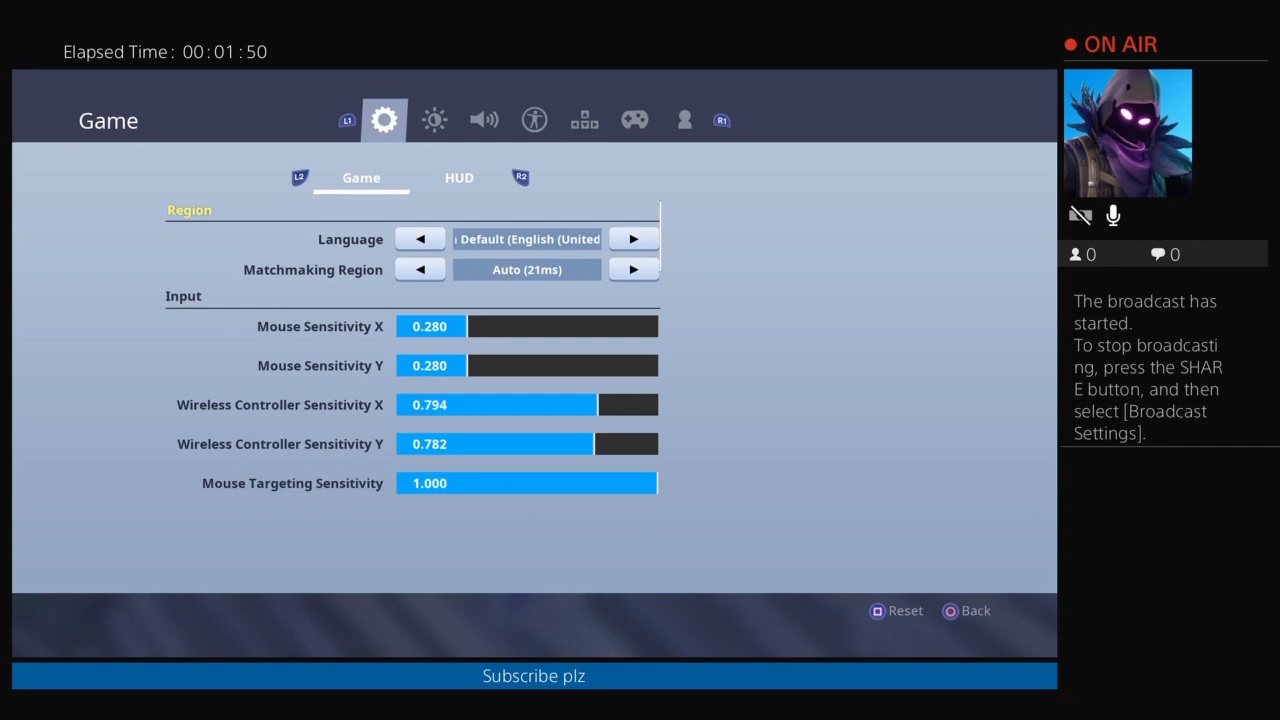 Elapsed Time: 00:01:50
ON AIR
Game
L1
R1
L2
Game
HUD
R2
Region
Language
Default (English (United
Matchmaking Region
Auto (21ms)
Input
Mouse Sensitivity X
0.280
Mouse Sensitivity Y
0.280
Wireless Controller Sensitivity X
0.794
Wireless Controller Sensitivity Y
0.782
Mouse Targeting Sensitivity
1.000
Reset
Back
Subscribe plz
0
0
The broadcast has
started.
To stop broadcasti
ng, press the SHAR
E button, and then
select [Broadcast
Settings].